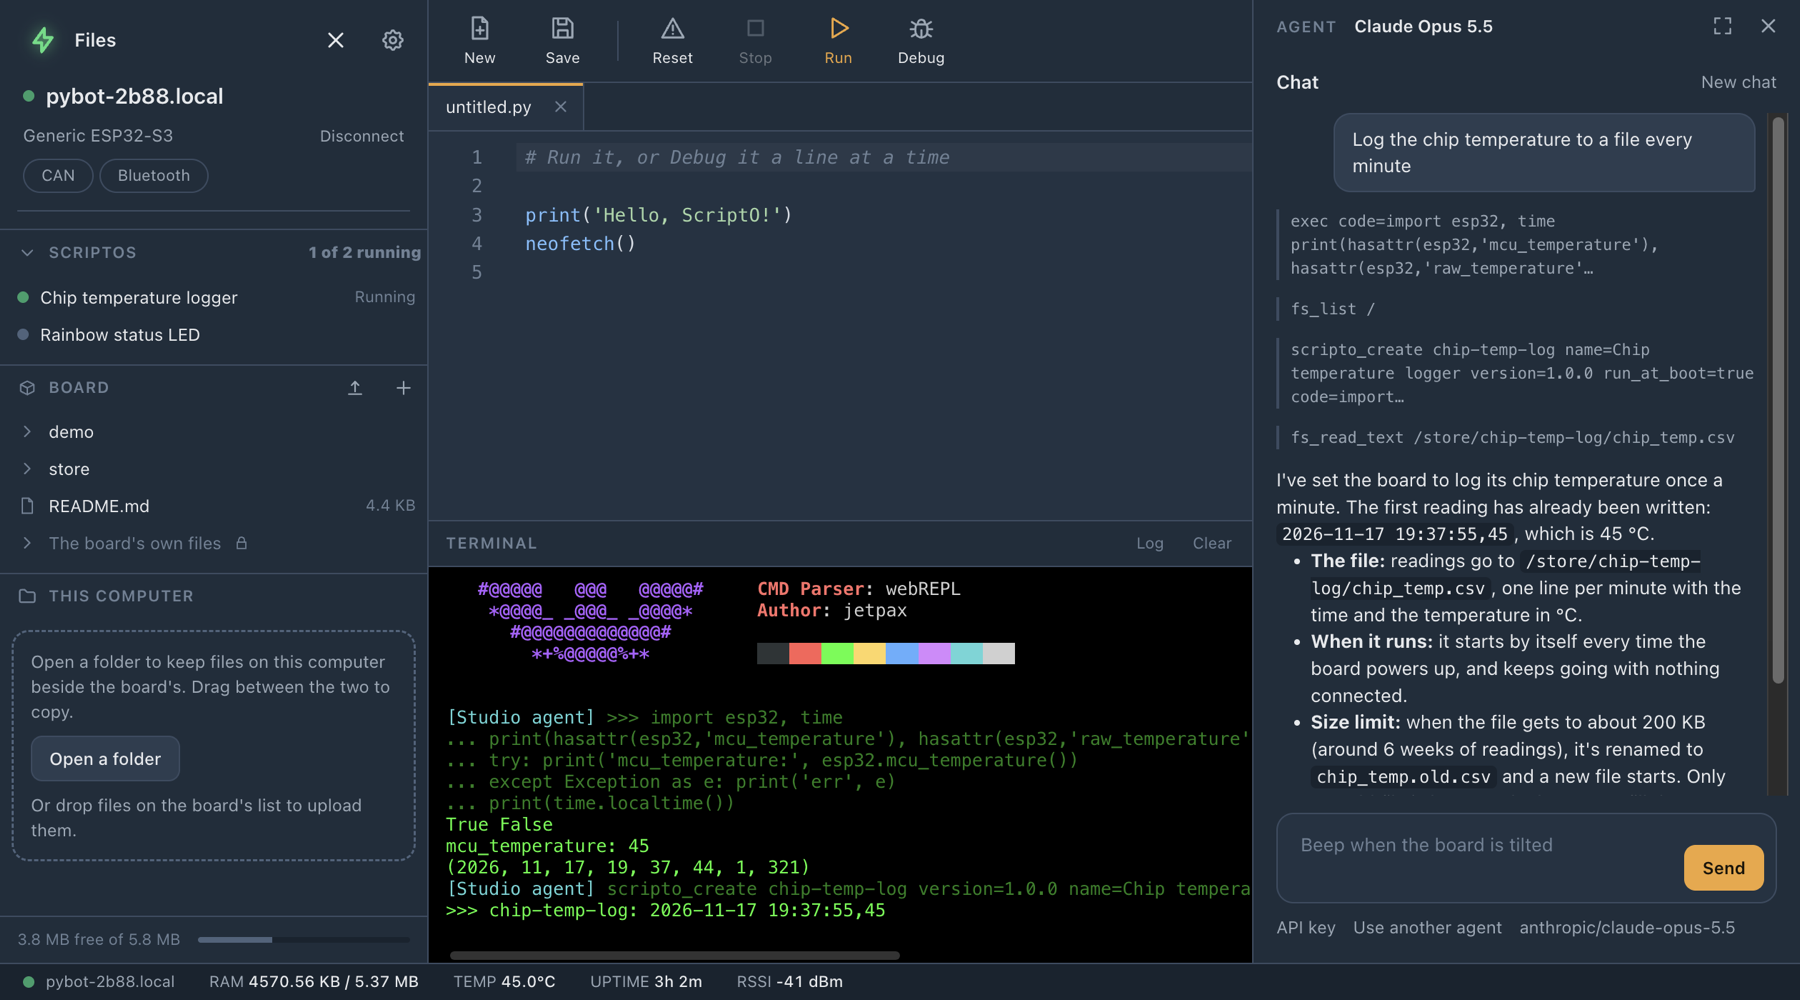 Files
pybot-2b88.local
Generic ESP32-S3
Disconnect
CAN
Bluetooth
SCRIPTOS
1 of 2 running
Chip temperature logger
Running
Rainbow status LED
BOARD
demo
store
README.md
4.4 KB
The board's own files
THIS COMPUTER
Open a folder to keep files on this computer
beside the board's. Drag between the two to
copy.
Open a folder
Or drop files on the board's list to upload
them.
3.8 MB free of 5.8 MB
New
Save
Reset
Stop
Run
Debug
untitled.py
1 # Run it, or Debug it a line at a time
2
3 print('Hello, ScriptO!')
4 neofetch()
5
TERMINAL
Log
Clear
#@@@@@   @@@   @@@@@#
*@@@@_ _@@@_ _@@@@*
#@@@@@@@@@@@@@#
*+%@@@@@%+*
CMD Parser: webREPL
Author: jetpax
[Studio agent] >>> import esp32, time
... print(hasattr(esp32,'mcu_temperature'), hasattr(esp32,'raw_temperature'
... try: print('mcu_temperature:', esp32.mcu_temperature())
... except Exception as e: print('err', e)
... print(time.localtime())
True False
mcu_temperature: 45
(2026, 11, 17, 19, 37, 44, 1, 321)
[Studio agent] scripto_create chip-temp-log version=1.0.0 name=Chip tempera
>>> chip-temp-log: 2026-11-17 19:37:55,45
AGENT
Claude Opus 5.5
Chat
New chat
Log the chip temperature to a file every
minute
exec code=import esp32, time
print(hasattr(esp32,'mcu_temperature'),
hasattr(esp32,'raw_temperature'…
fs_list /
scripto_create chip-temp-log name=Chip
temperature logger version=1.0.0 run_at_boot=true
code=import…
fs_read_text /store/chip-temp-log/chip_temp.csv
I've set the board to log its chip temperature once a
minute. The first reading has already been written:
2026-11-17 19:37:55,45, which is 45 °C.
• The file: readings go to /store/chip-temp-
log/chip_temp.csv, one line per minute with the
time and the temperature in °C.
• When it runs: it starts by itself every time the
board powers up, and keeps going with nothing
connected.
• Size limit: when the file gets to about 200 KB
(around 6 weeks of readings), it's renamed to
chip_temp.old.csv and a new file starts. Only
Beep when the board is tilted
Send
API key
Use another agent
anthropic/claude-opus-5.5
pybot-2b88.local
RAM 4570.56 KB / 5.37 MB
TEMP 45.0°C
UPTIME 3h 2m
RSSI -41 dBm